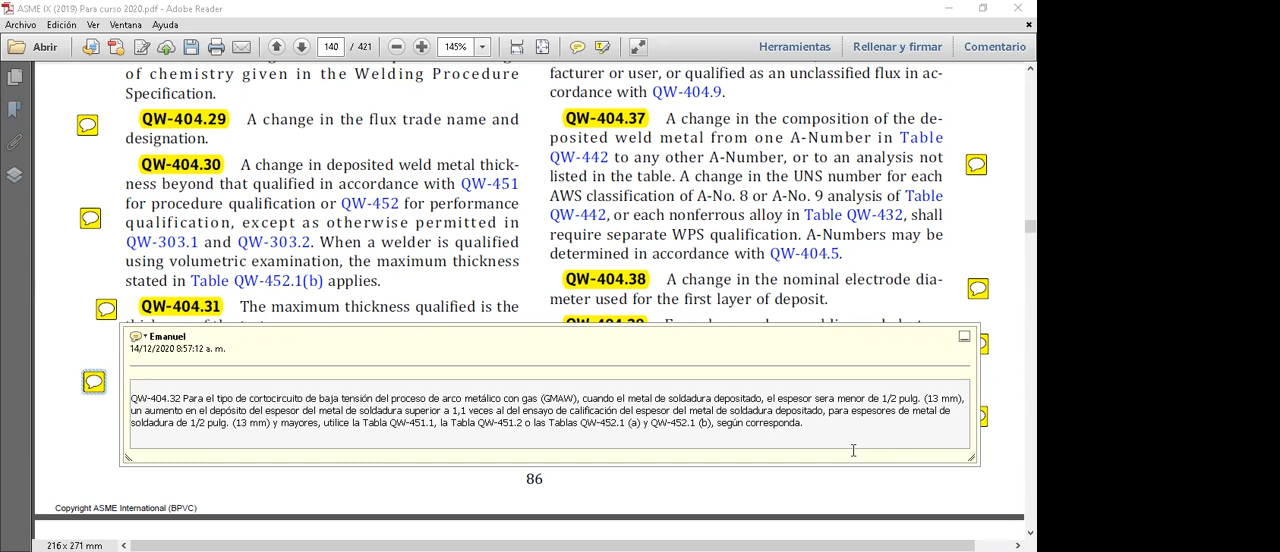 ASME IX (2019) Para curso 2020.pdf - Adobe Reader
Archivo Edición Ver Ventana Ayuda
Abrir 140 / 421 145% Herramientas Rellenar y firmar Comentario
of chemistry given in the Welding Procedure
Specification.
QW-404.29 A change in the flux trade name and
designation.
QW-404.30 A change in deposited weld metal thick-
ness beyond that qualified in accordance with QW-451
for procedure qualification or QW-452 for performance
qualification, except as otherwise permitted in
QW-303.1 and QW-303.2. When a welder is qualified
using volumetric examination, the maximum thickness
stated in Table QW-452.1(b) applies.
QW-404.31 The maximum thickness qualified is the
facturer or user, or qualified as an unclassified flux in ac-
cordance with QW-404.9.
QW-404.37 A change in the composition of the de-
posited weld metal from one A-Number in Table
QW-442 to any other A-Number, or to an analysis not
listed in the table. A change in the UNS number for each
AWS classification of A-No. 8 or A-No. 9 analysis of Table
QW-442, or each nonferrous alloy in Table QW-432, shall
require separate WPS qualification. A-Numbers may be
determined in accordance with QW-404.5.
QW-404.38 A change in the nominal electrode dia-
meter used for the first layer of deposit.
Emanuel
14/12/2020 8:57:12 a. m.
QW-404.32 Para el tipo de cortocircuito de baja tensión del proceso de arco metálico con gas (GMAW), cuando el metal de soldadura depositado, el espesor sera menor de 1/2 pulg. (13 mm),
un aumento en el depósito del espesor del metal de soldadura superior a 1,1 veces al del ensayo de calificación del espesor del metal de soldadura depositado, para espesores de metal de
soldadura de 1/2 pulg. (13 mm) y mayores, utilice la Tabla QW-451.1, la Tabla QW-451.2 o las Tablas QW-452.1 (a) y QW-452.1 (b), según corresponda.
86
Copyright ASME International (BPVC)
216 x 271 mm